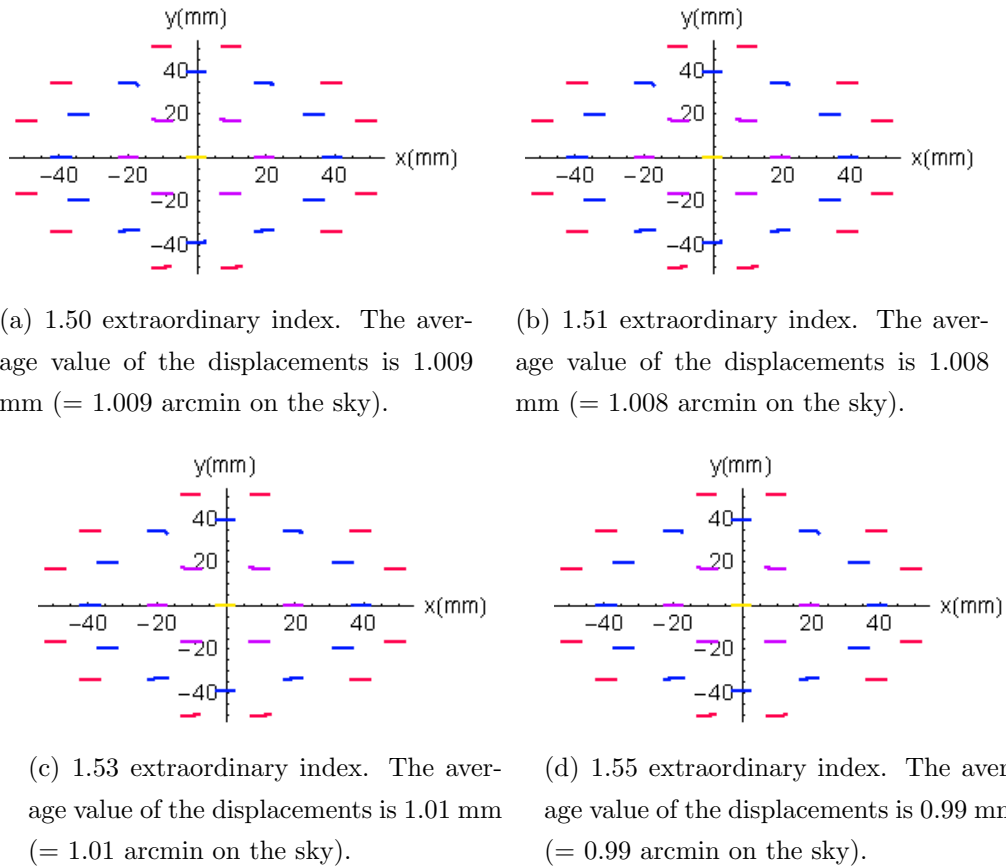 y(mm)
40
20
x(mm)
−40 −20 20 40
−20
−40
(a) 1.50 extraordinary index. The aver-
age value of the displacements is 1.009
mm (= 1.009 arcmin on the sky).
y(mm)
40
20
x(mm)
−40 −20 20 40
−20
−40
(b) 1.51 extraordinary index. The aver-
age value of the displacements is 1.008
mm (= 1.008 arcmin on the sky).
y(mm)
40
20
x(mm)
−40 −20 20 40
−20
−40
(c) 1.53 extraordinary index. The aver-
age value of the displacements is 1.01 mm
(= 1.01 arcmin on the sky).
y(mm)
40
20
x(mm)
−40 −20 20 40
−20
−40
(d) 1.55 extraordinary index. The aver
age value of the displacements is 0.99 mm
(= 0.99 arcmin on the sky).